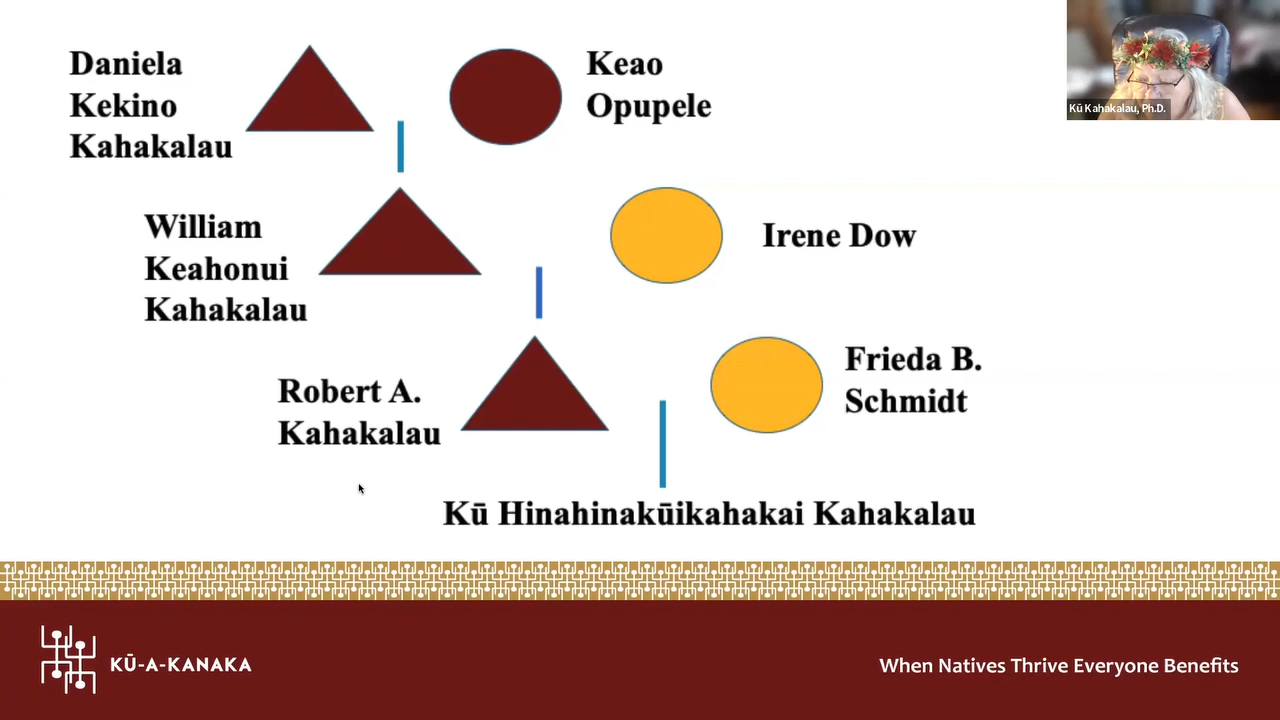 Daniela
Kekino
Kahakalau
Keao
Opupele
Kū Kahakalau, Ph.D.
William
Keahonui
Kahakalau
Irene Dow
Robert A.
Kahakalau
Frieda B.
Schmidt
Kū Hinahinakūikahakai Kahakalau
KŪ-A-KANAKA
When Natives Thrive Everyone Benefits